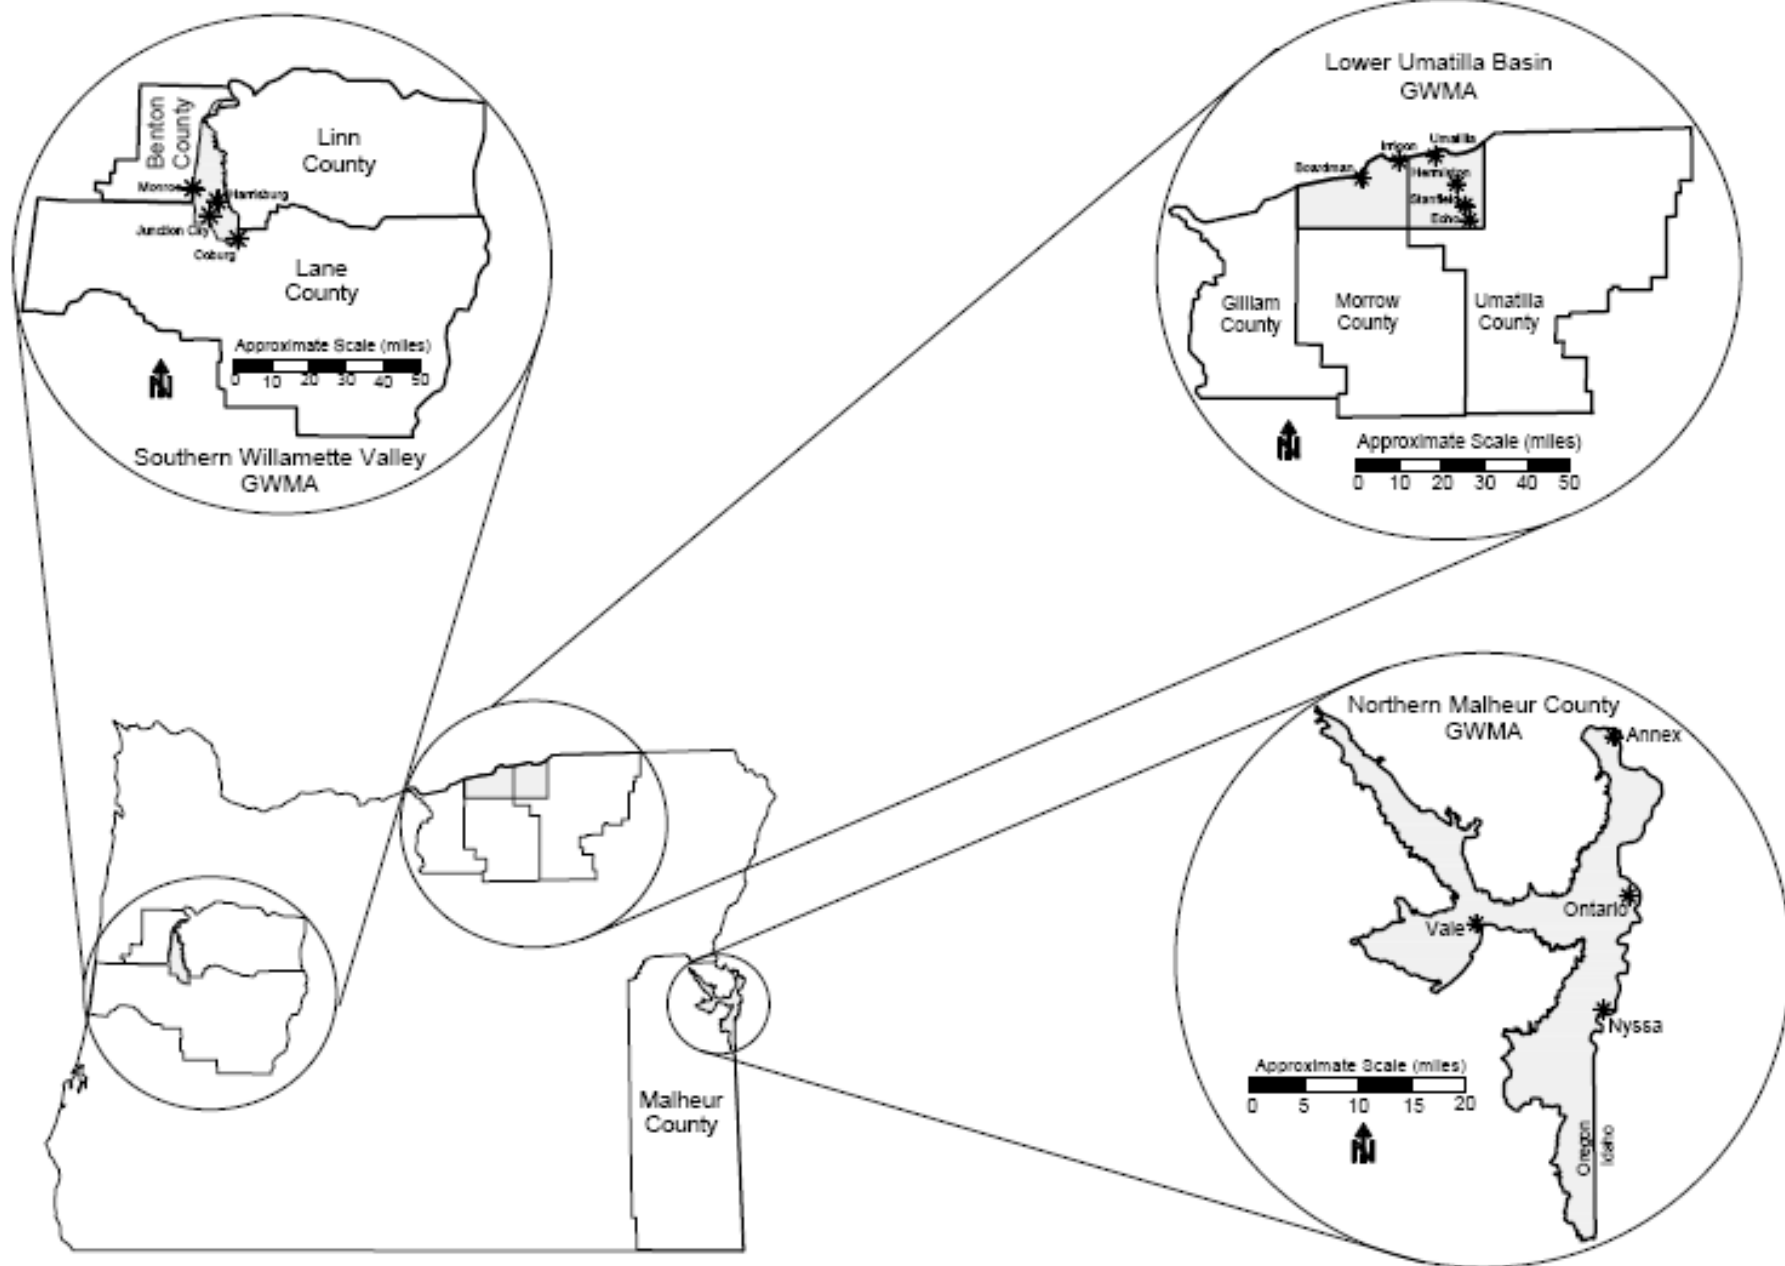 Benton
County
Linn
County
Monroe
Harrisburg
Junction City
Coburg
Lane
County
Approximate Scale (miles)
0 10 20 30 40 50
N
Southern Willamette Valley
GWMA
Lower Umatilla Basin
GWMA
Umatilla
Irrigon
Boardman
Hermiston
Stanfield
Echo
Gilliam
County
Morrow
County
Umatilla
County
N
Approximate Scale (miles)
0 10 20 30 40 50
Northern Malheur County
GWMA
Annex
Ontario
Vale
Nyssa
Approximate Scale (miles)
0 5 10 15 20
N
Oregon
Idaho
Malheur
County